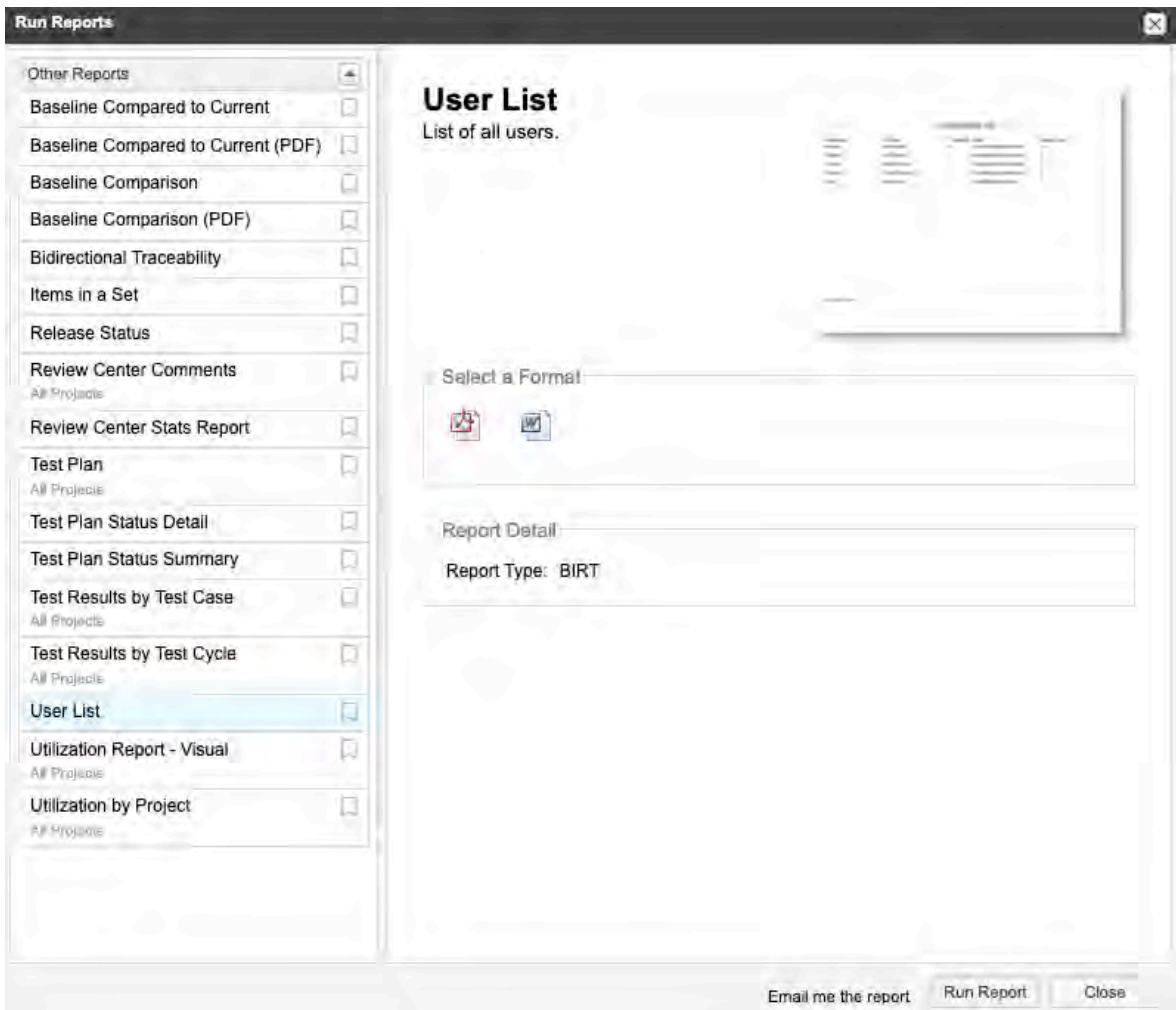 Run Reports
Other Reports
Baseline Compared to Current
Baseline Compared to Current (PDF)
Baseline Comparison
Baseline Comparison (PDF)
Bidirectional Traceability
Items in a Set
Release Status
Review Center Comments
All Projects
Review Center Stats Report
Test Plan
All Projects
Test Plan Status Detail
Test Plan Status Summary
Test Results by Test Case
All Projects
Test Results by Test Cycle
All Projects
User List
Utilization Report - Visual
All Projects
Utilization by Project
All Projects
User List
List of all users.
Select a Format
Report Detail
Report Type: BIRT
Email me the report
Run Report
Close